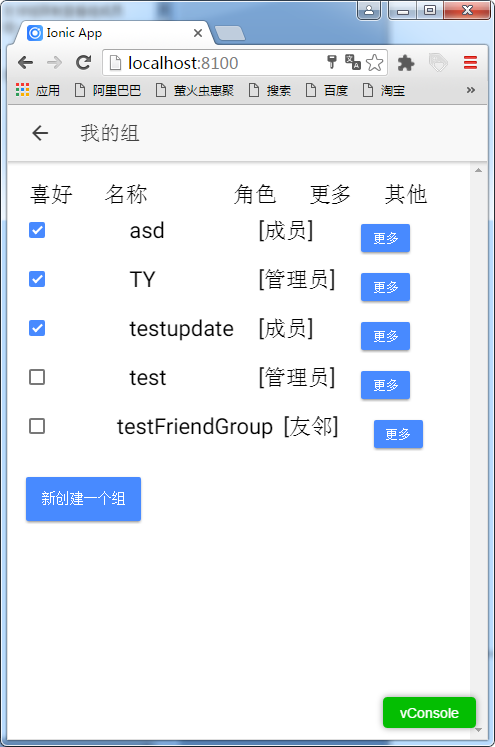 Ionic App
localhost:8100
应用 阿里巴巴 萤火虫惠聚 搜索 百度 淘宝 »
我的组
喜好 名称 角色 更多 其他
asd [成员] 更多
TY [管理员] 更多
testupdate [成员] 更多
test [管理员] 更多
testFriendGroup [友邻] 更多
新创建一个组
vConsole